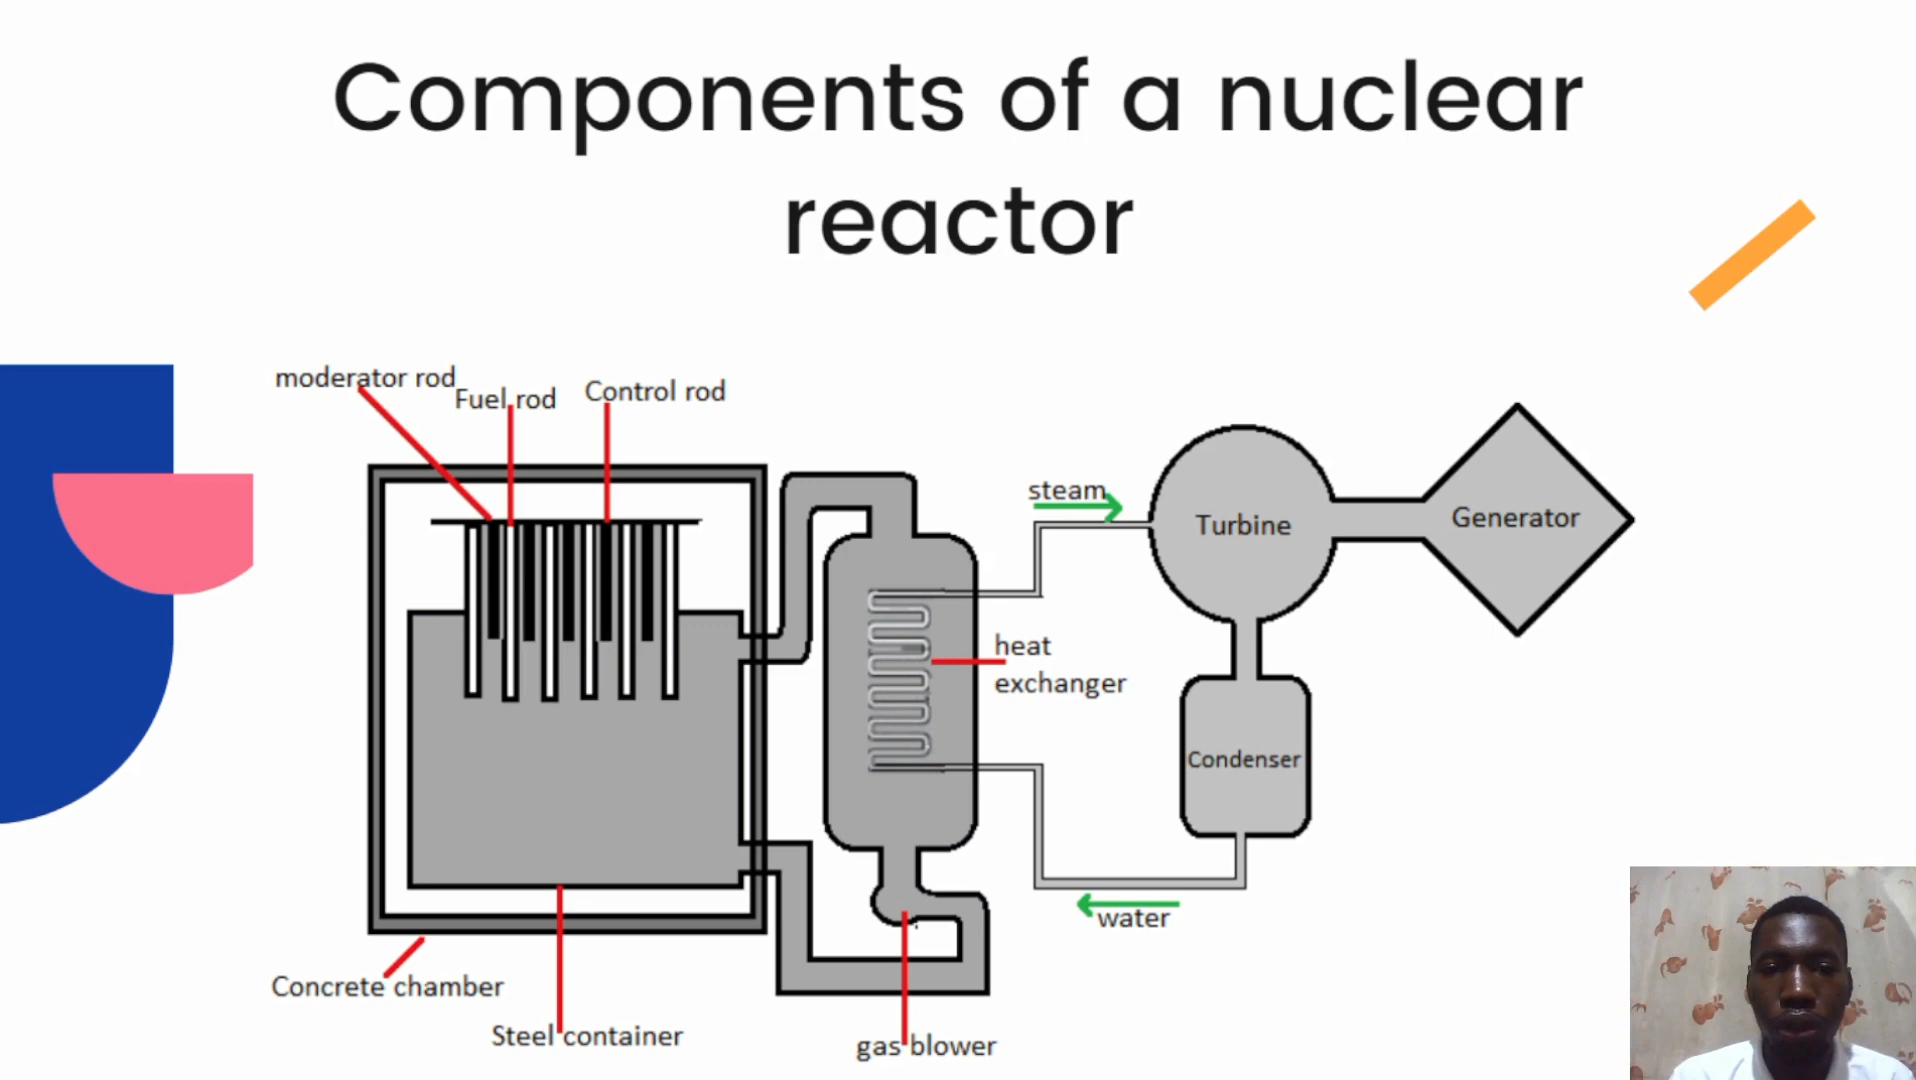 Components of a nuclear
reactor
moderator rod
Fuel rod
Control rod
steam
Turbine
Generator
heat
exchanger
Condenser
water
Concrete chamber
Steel container
gas blower